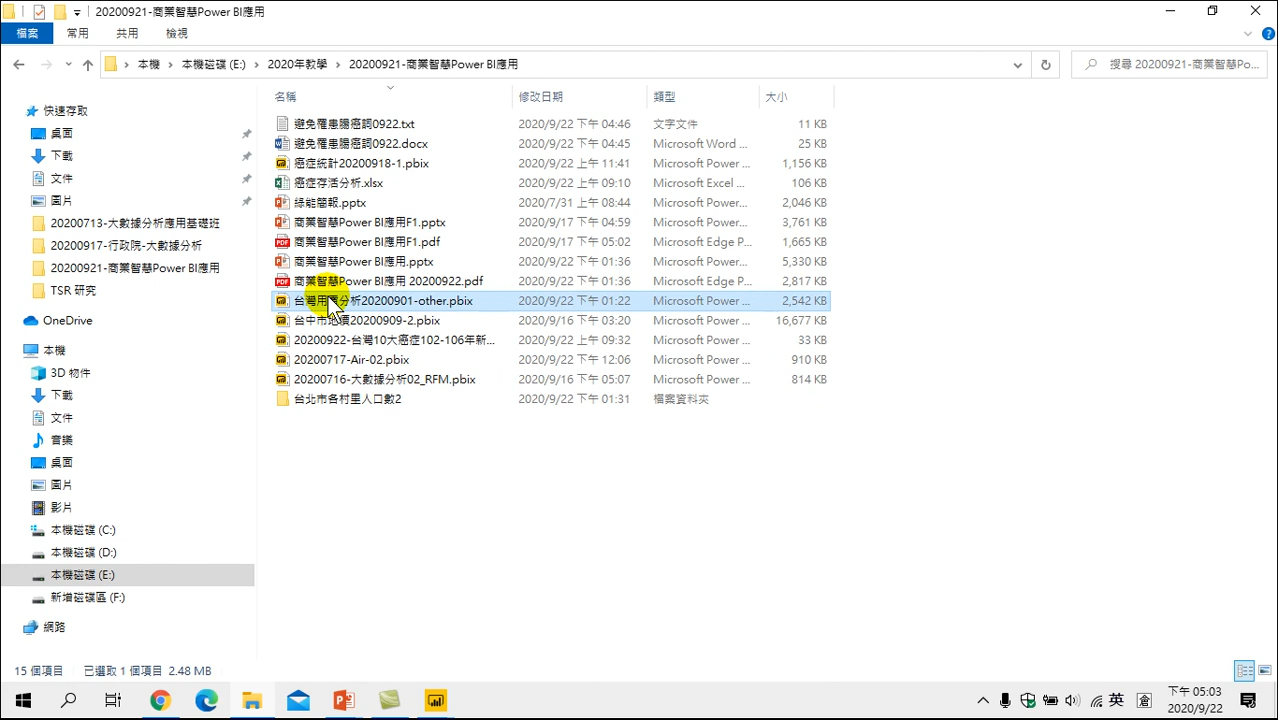 20200921-商業智慧Power BI應用
檔案 常用 共用 檢視
本機 本機磁碟 (E:) 2020年教學 20200921-商業智慧Power BI應用
搜尋 20200921-商業智慧Po...
名稱 修改日期 類型 大小
快速存取
桌面
下載
文件
圖片
20200713-大數據分析應用基礎班
20200917-行政院-大數據分析
20200921-商業智慧Power BI應用
TSR 研究
OneDrive
本機
3D 物件
下載
文件
音樂
桌面
圖片
影片
本機磁碟 (C:)
本機磁碟 (D:)
本機磁碟 (E:)
新增磁碟區 (F:)
網路
避免罹患腸癌詞0922.txt 2020/9/22 下午 04:46 文字文件 11 KB
避免罹患腸癌詞0922.docx 2020/9/22 下午 04:45 Microsoft Word ... 25 KB
癌症統計20200918-1.pbix 2020/9/22 上午 11:41 Microsoft Power ... 1,156 KB
癌症存活分析.xlsx 2020/9/22 上午 09:10 Microsoft Excel ... 106 KB
綠能簡報.pptx 2020/7/31 上午 08:44 Microsoft Power ... 2,046 KB
商業智慧Power BI應用F1.pptx 2020/9/17 下午 04:59 Microsoft Power ... 3,761 KB
商業智慧Power BI應用F1.pdf 2020/9/17 下午 05:02 Microsoft Edge P... 1,665 KB
商業智慧Power BI應用.pptx 2020/9/22 下午 01:36 Microsoft Power ... 5,330 KB
商業智慧Power BI應用 20200922.pdf 2020/9/22 下午 01:36 Microsoft Edge P... 2,817 KB
台灣用電分析20200901-other.pbix 2020/9/22 下午 01:22 Microsoft Power ... 2,542 KB
台中市地價20200909-2.pbix 2020/9/16 下午 03:20 Microsoft Power ... 16,677 KB
20200922-台灣10大癌症102-106年新... 2020/9/22 上午 09:32 Microsoft Power ... 33 KB
20200717-Air-02.pbix 2020/9/22 下午 12:06 Microsoft Power ... 910 KB
20200716-大數據分析02_RFM.pbix 2020/9/16 下午 05:07 Microsoft Power ... 814 KB
台北市各村里人口數2 2020/9/22 下午 01:31 檔案資料夾
15 個項目 已選取 1 個項目 2.48 MB
英 倉 下午 05:03
2020/9/22